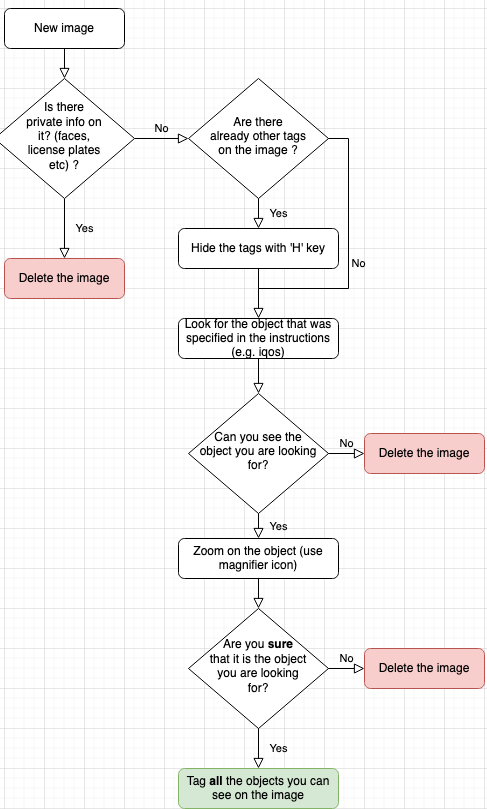 New image
Is there
private info on
it? (faces,
license plates
etc) ?
No
Are there
already other tags
on the image ?
Yes
Yes
Hide the tags with 'H' key
No
Delete the image
Look for the object that was
specified in the instructions
(e.g. iqos)
Can you see the
object you are looking
for?
No
Delete the image
Yes
Zoom on the object (use
magnifier icon)
Are you sure
that it is the object
you are looking
for?
No
Delete the image
Yes
Tag all the objects you can
see on the image